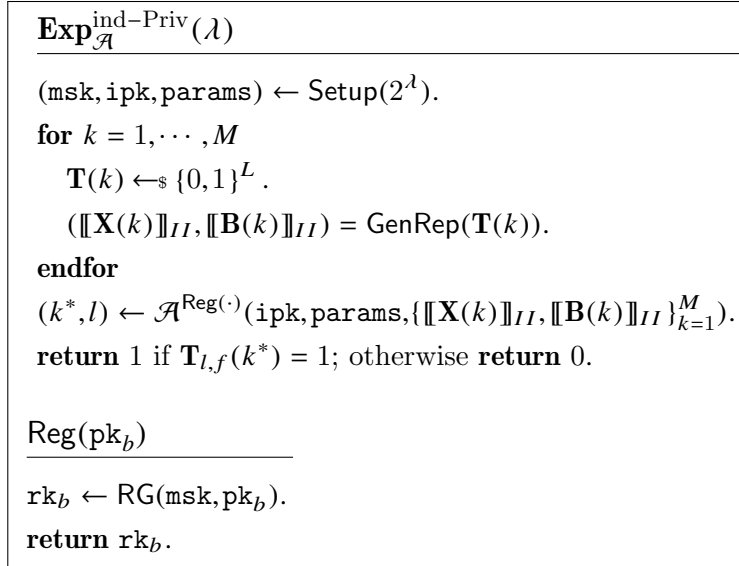 Exp_𝒜^{ind–Priv}(λ)
(msk, ipk, params) ← Setup(2^λ).
for k = 1, ⋯ , M
T(k) ←$ {0, 1}^L .
(⟦X(k)⟧_{II}, ⟦B(k)⟧_{II}) = GenRep(T(k)).
endfor
(k*, l) ← 𝒜^{Reg(·)}(ipk, params, {⟦X(k)⟧_{II}, ⟦B(k)⟧_{II}}_{k=1}^M).
return 1 if T_{l,f}(k*) = 1; otherwise return 0.
Reg(pk_b)
rk_b ← RG(msk, pk_b).
return rk_b.